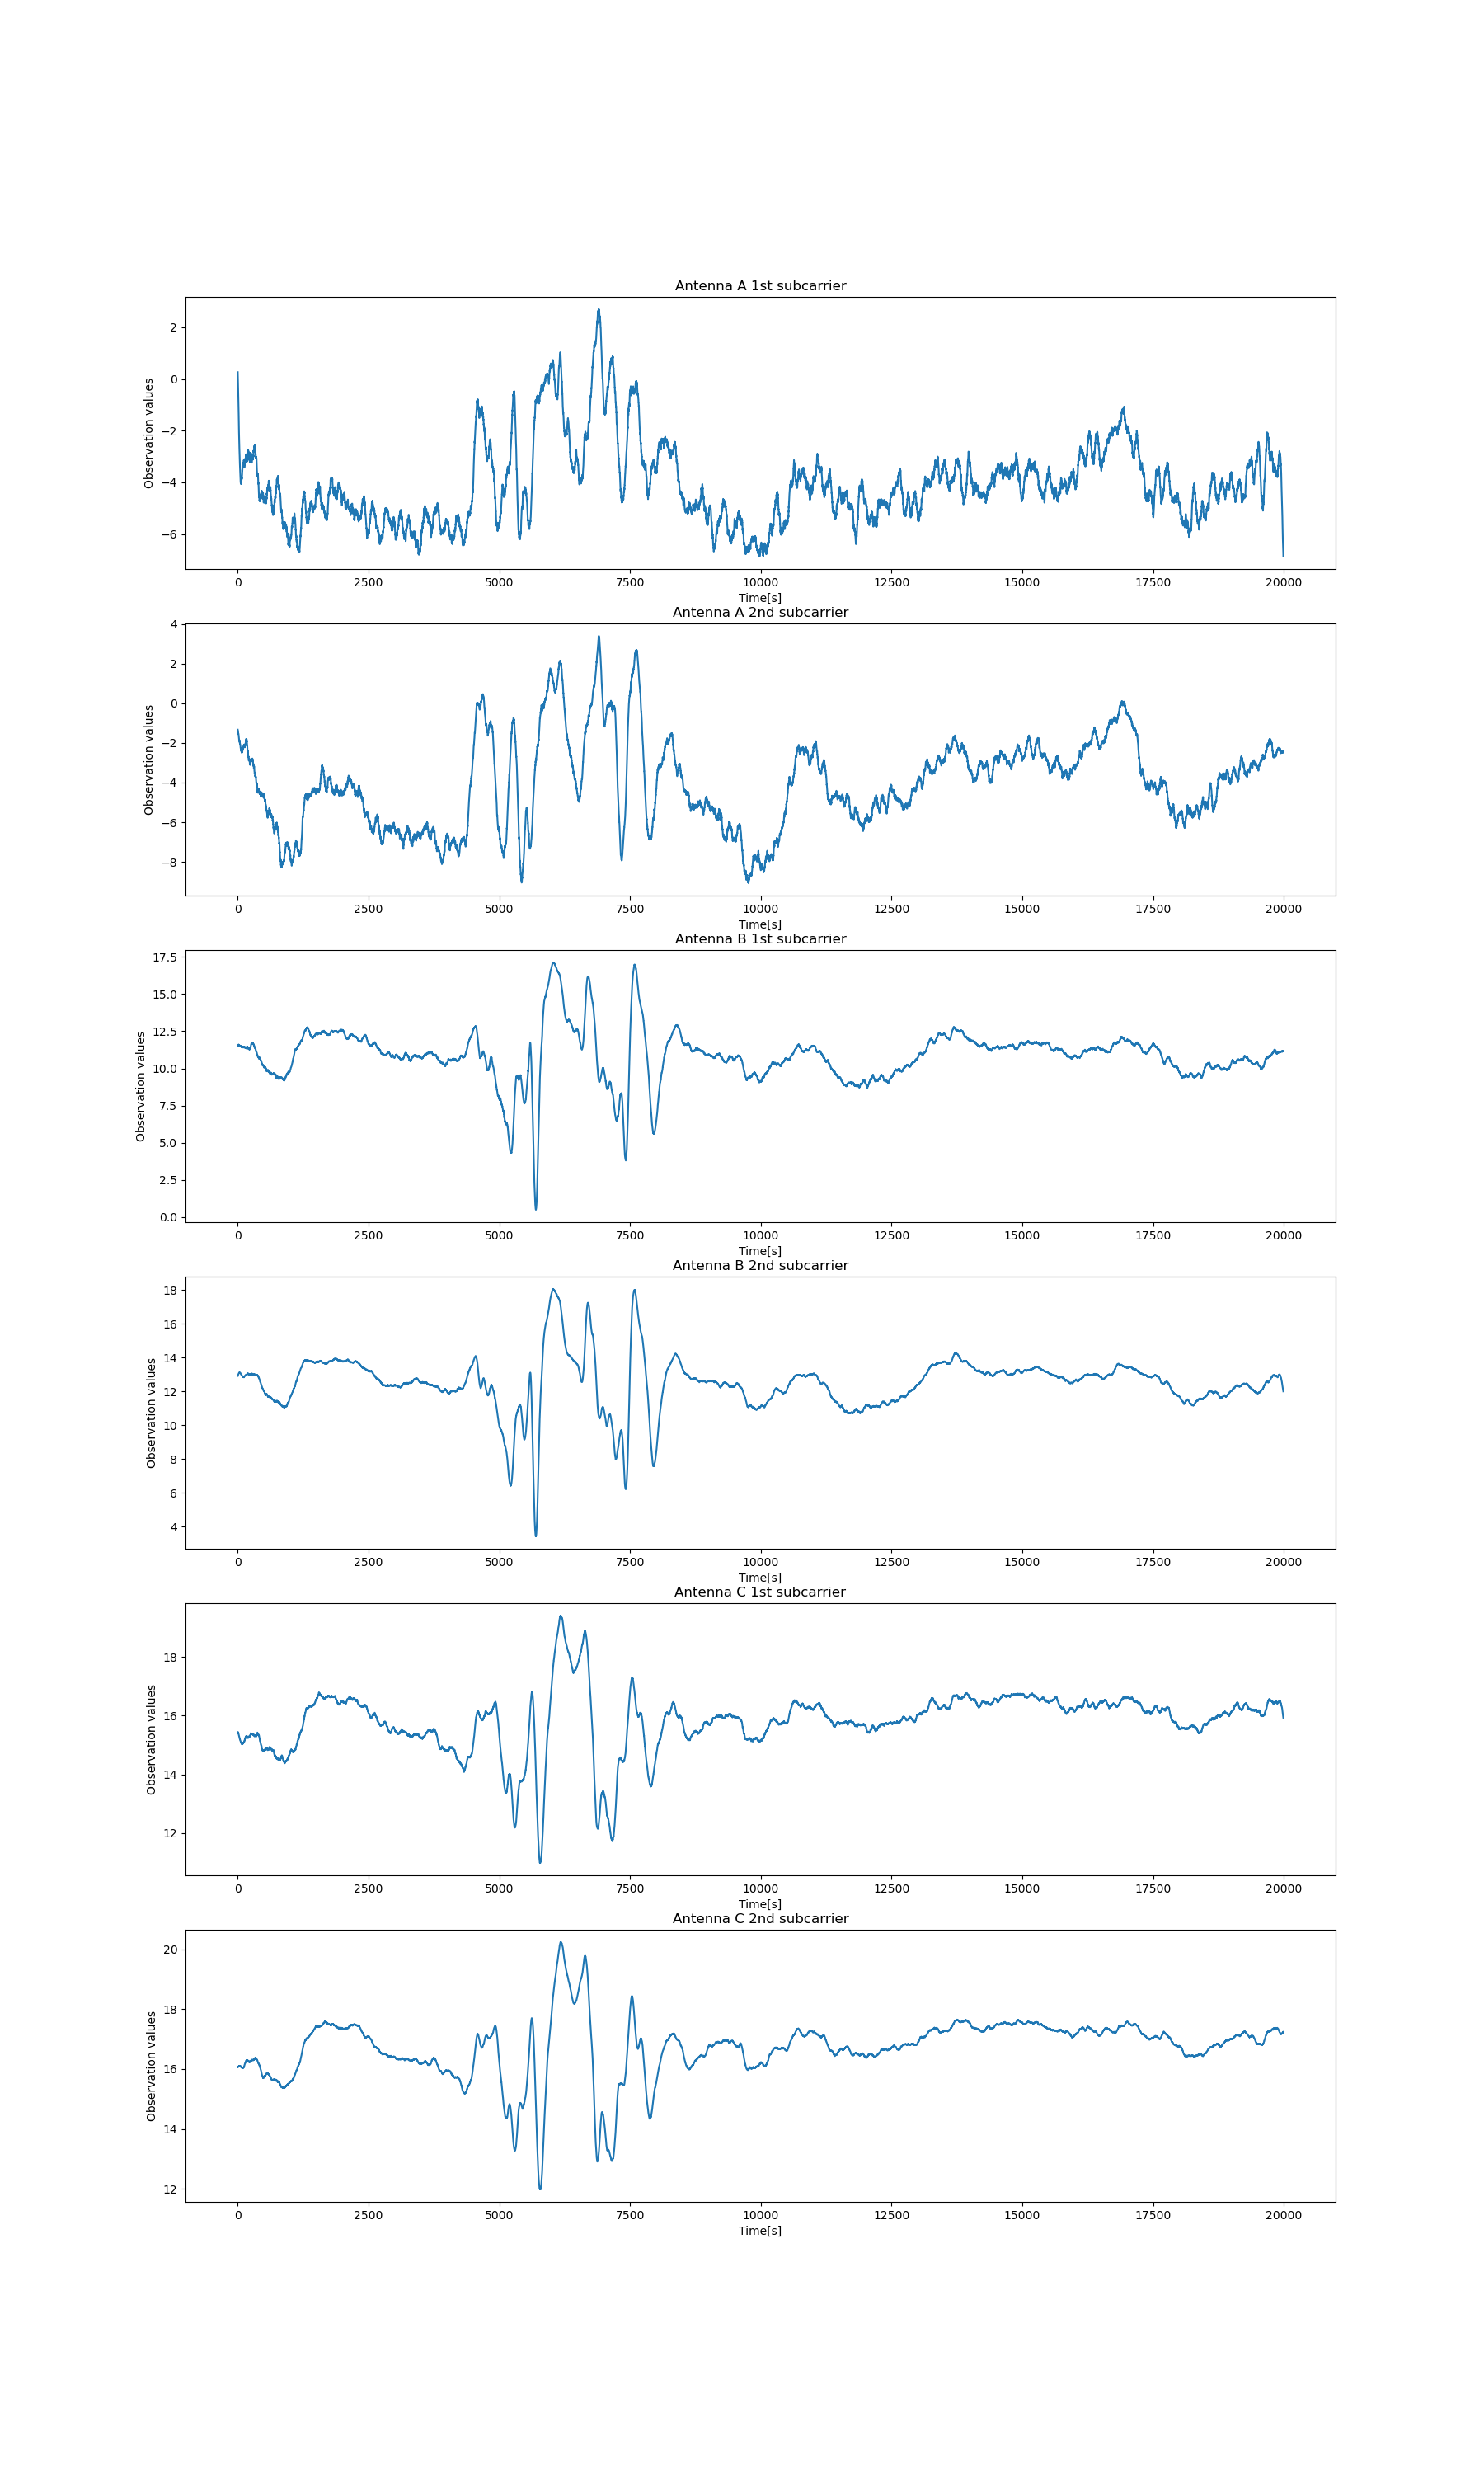 Antenna A 1st subcarrier
2
0
−2
−4
−6
Observation values
0 2500 5000 7500 10000 12500 15000 17500 20000
Time[s]
Antenna A 2nd subcarrier
4
2
0
−2
−4
−6
−8
Observation values
0 2500 5000 7500 10000 12500 15000 17500 20000
Time[s]
Antenna B 1st subcarrier
17.5
15.0
12.5
10.0
7.5
5.0
2.5
0.0
Observation values
0 2500 5000 7500 10000 12500 15000 17500 20000
Time[s]
Antenna B 2nd subcarrier
18
16
14
12
10
8
6
4
Observation values
0 2500 5000 7500 10000 12500 15000 17500 20000
Time[s]
Antenna C 1st subcarrier
18
16
14
12
Observation values
0 2500 5000 7500 10000 12500 15000 17500 20000
Time[s]
Antenna C 2nd subcarrier
20
18
16
14
12
Observation values
0 2500 5000 7500 10000 12500 15000 17500 20000
Time[s]